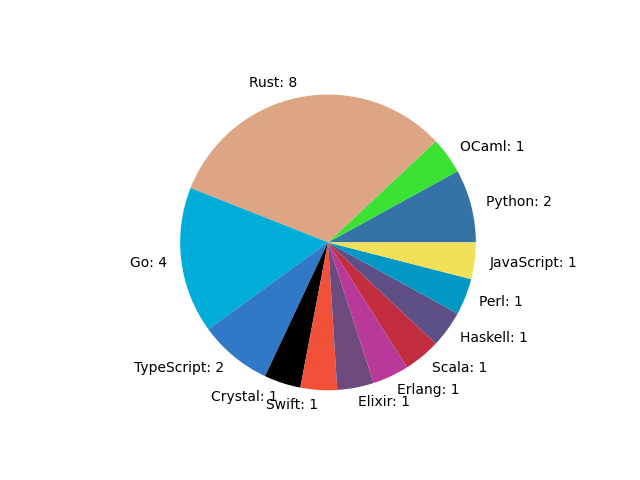 Rust: 8
OCaml: 1
Python: 2
Go: 4
JavaScript: 1
Perl: 1
Haskell: 1
TypeScript: 2
Scala: 1
Erlang: 1
Crystal: 1
Swift: 1
Elixir: 1